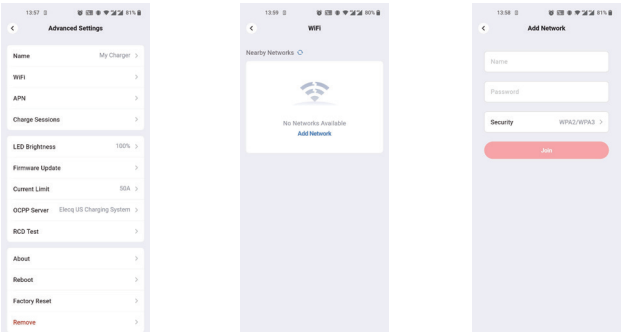 13:57
81%
Advanced Settings
Name My Charger
WiFi
APN
Charge Sessions
LED Brightness 100%
Firmware Update
Current Limit 50A
OCPP Server Elecq US Charging System
RCD Test
About
Reboot
Factory Reset
Remove
13:59
80%
WiFi
Nearby Networks
No Networks Available
Add Network
13:58
81%
Add Network
Name
Password
Security WPA2/WPA3
Join